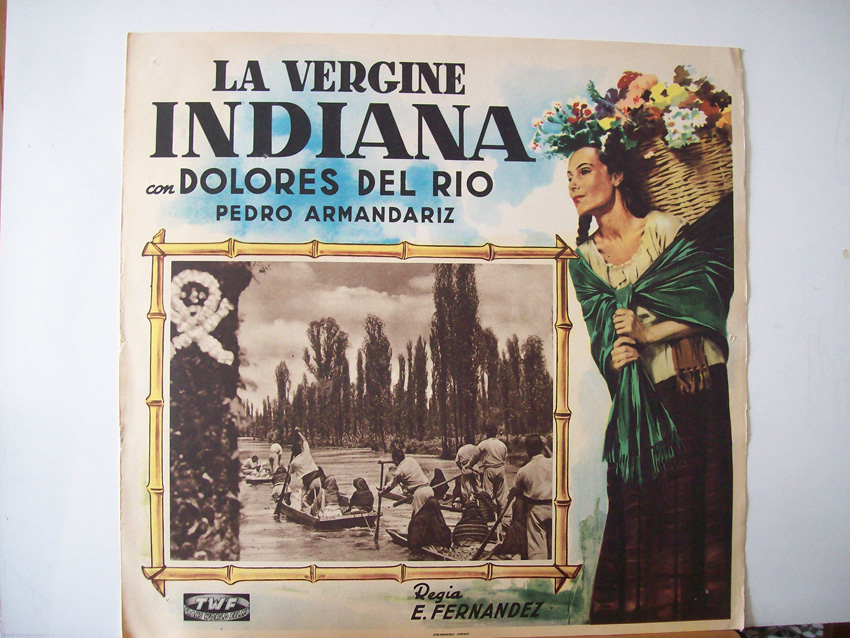 LA VERGINE
INDIANA
con DOLORES DEL RIO
PEDRO ARMANDARIZ
Regia
E. FERNANDEZ
TWF